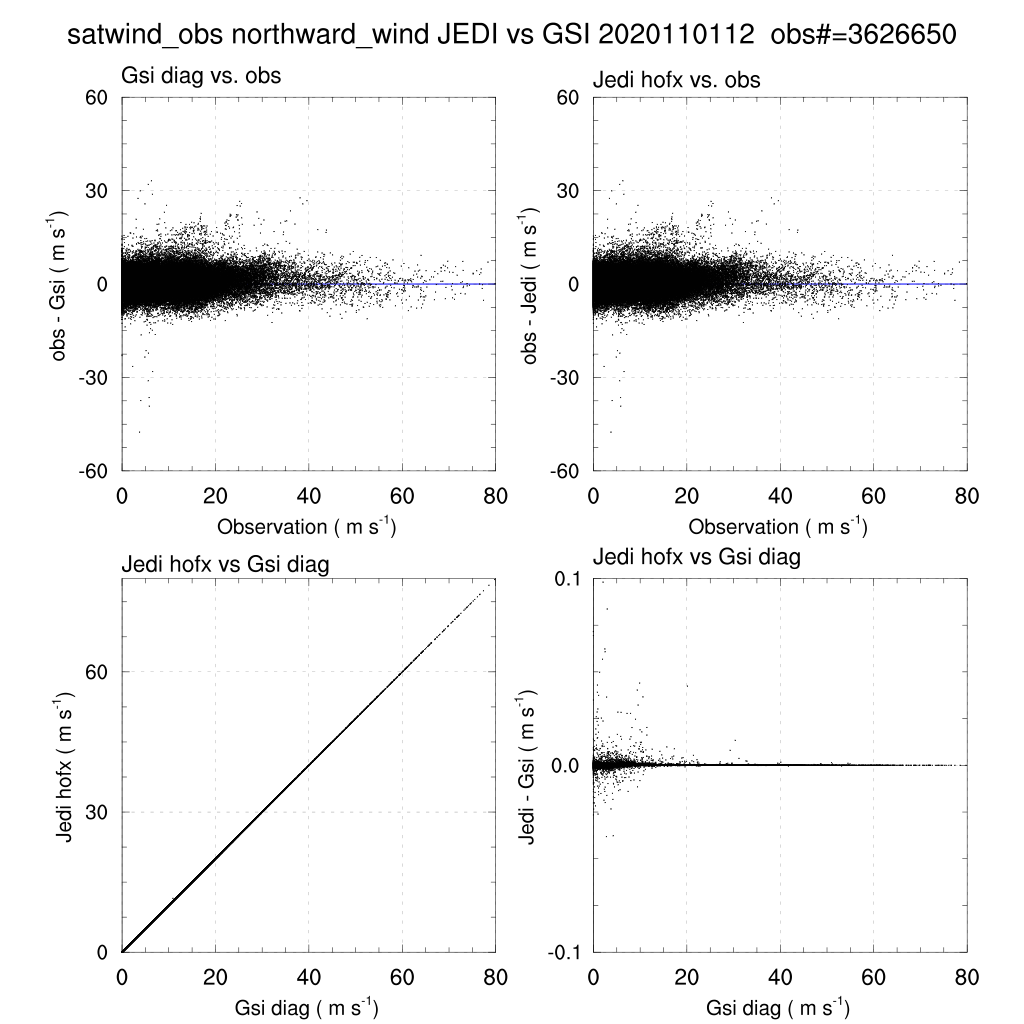 satwind_obs northward_wind JEDI vs GSI 2020110112 obs#=3626650
Gsi diag vs. obs
60
30
0
-30
-60
obs - Gsi ( m s-1)
0 20 40 60 80
Observation ( m s-1)
Jedi hofx vs. obs
60
30
0
-30
-60
obs - Jedi ( m s-1)
0 20 40 60 80
Observation ( m s-1)
Jedi hofx vs Gsi diag
60
30
0
Jedi hofx ( m s-1)
0 20 40 60 80
Gsi diag ( m s-1)
Jedi hofx vs Gsi diag
0.1
0.0
-0.1
Jedi - Gsi ( m s-1)
0 20 40 60 80
Gsi diag ( m s-1)